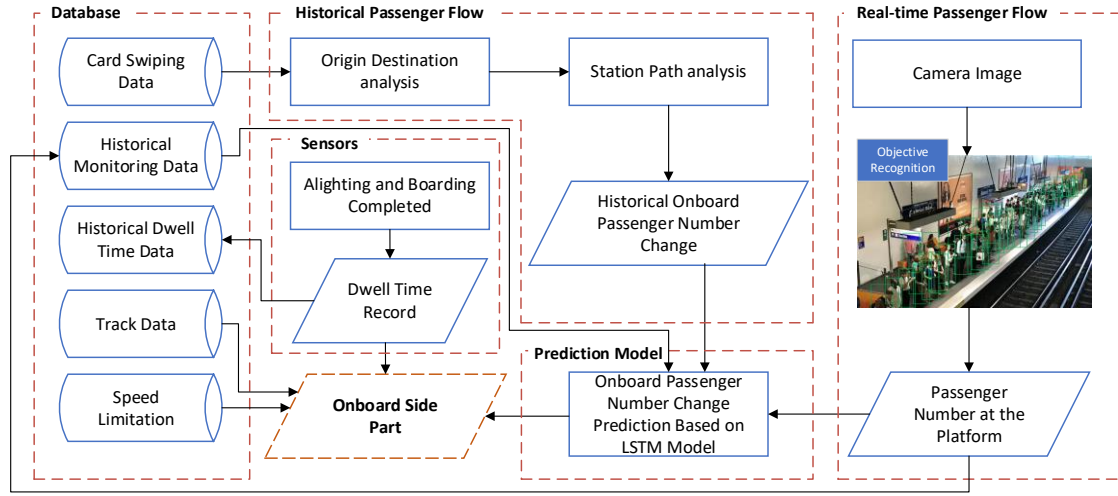 Database
Card Swiping
Data
Historical
Monitoring Data
Historical Dwell
Time Data
Track Data
Speed
Limitation
Historical Passenger Flow
Origin Destination
analysis
Station Path analysis
Historical Onboard
Passenger Number
Change
Sensors
Alighting and Boarding
Completed
Dwell Time
Record
Onboard Side
Part
Prediction Model
Onboard Passenger
Number Change
Prediction Based on
LSTM Model
Real-time Passenger Flow
Camera Image
Objective
Recognition
Passenger
Number at the
Platform